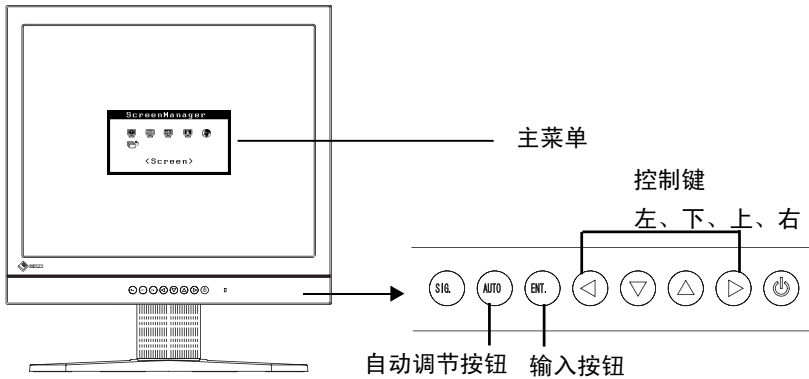 ScreenManager
<Screen>
主菜单
控制键
左、下、上、右
SIG.
AUTO
ENT.
自动调节按钮
输入按钮